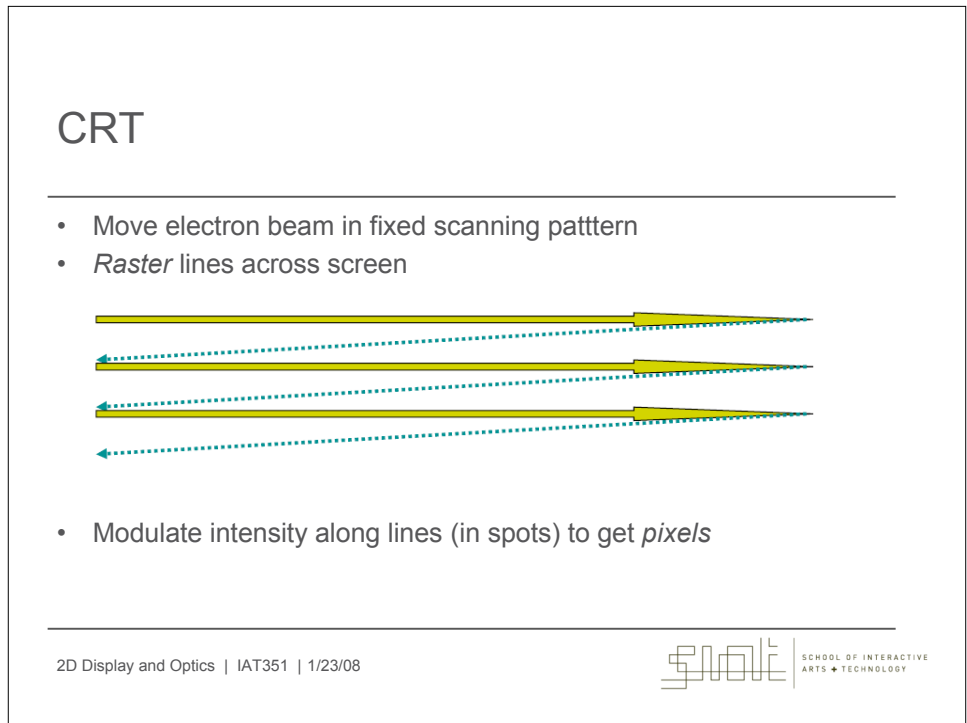 CRT
• Move electron beam in fixed scanning patttern
• Raster lines across screen
• Modulate intensity along lines (in spots) to get pixels
2D Display and Optics | IAT351 | 1/23/08
siat
SCHOOL OF INTERACTIVE
ARTS + TECHNOLOGY